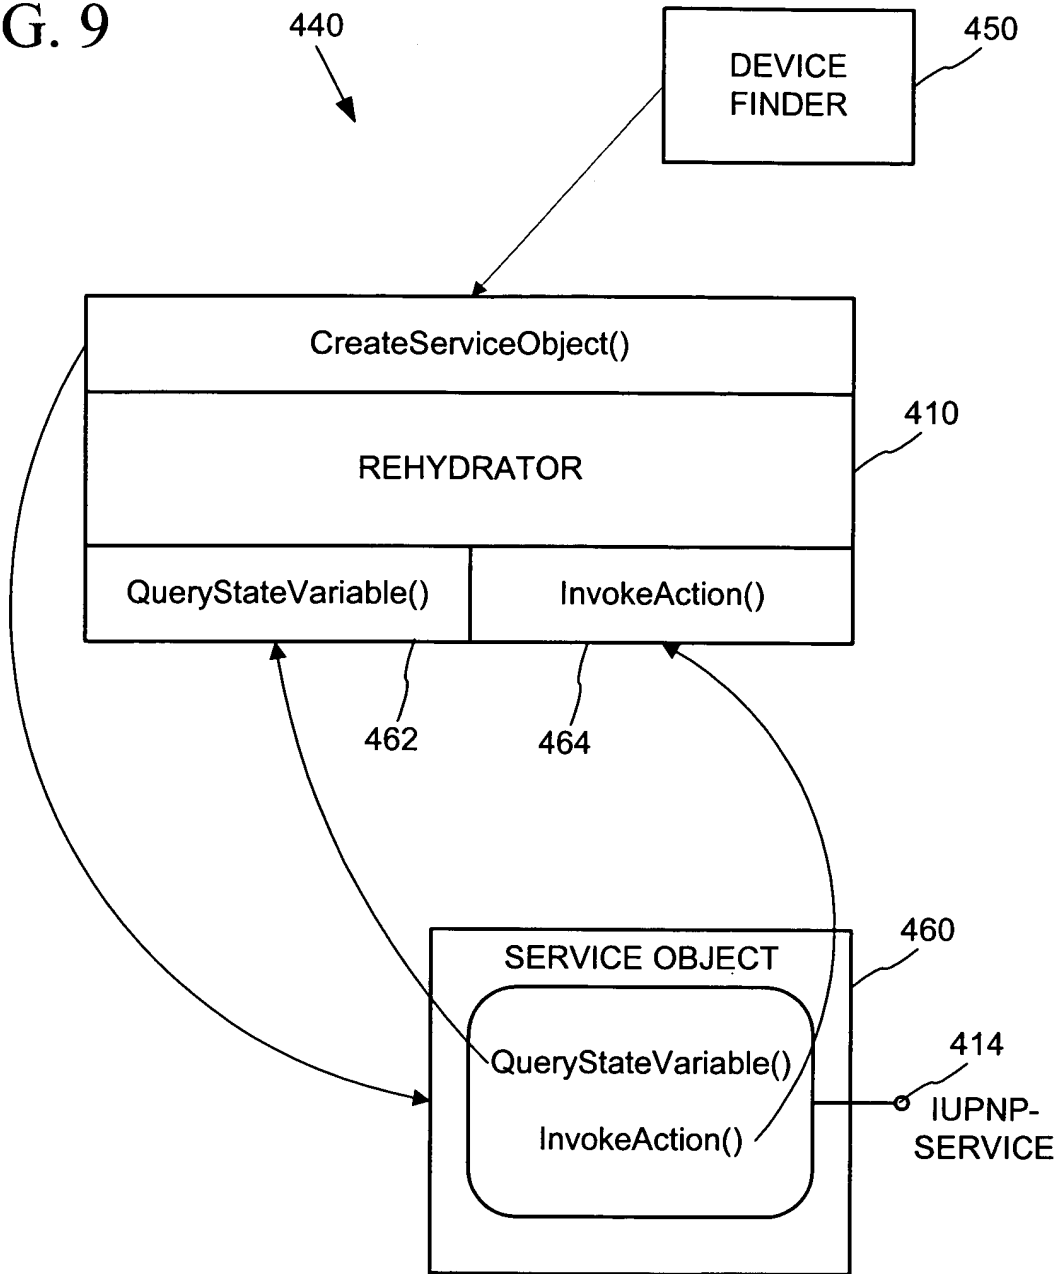 G. 9
440
450
DEVICE
FINDER
CreateServiceObject()
410
REHYDRATOR
QueryStateVariable()
InvokeAction()
462
464
460
SERVICE OBJECT
QueryStateVariable()
414
IUPNP-
SERVICE
InvokeAction()